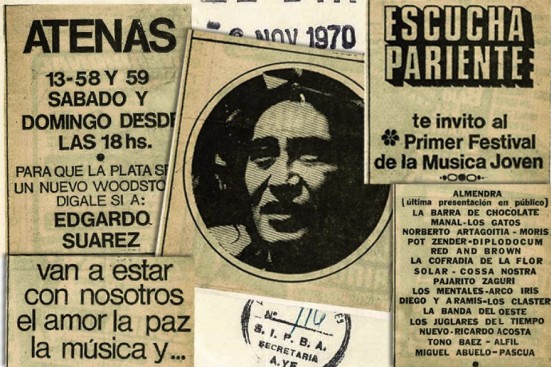 ATENAS
13-58 Y 59
SABADO Y
DOMINGO DESDE
LAS 18 hs.
PARA QUE LA PLATA SE
UN NUEVO WOODSTO
DIGALE SI A:
EDGARDO
SUAREZ
van a estar
con nosotros
el amor la paz
la música y...
NOV 1970
Nº 110
S. I. P. B. A.
SECRETARIA
ESCUCHA
PARIENTE
te invito al
Primer Festival
de la Musica Joven
ALMENDRA
(última presentación en público)
LA BARRA DE CHOCOLATE
MANAL-LOS GATOS
NORBERTO ARTAGOITIA - MORIS
POT ZENDER-DIPLODOCUM
RED AND BROWN
LA COFRADIA DE LA FLOR
SOLAR - COSSA NOSTRA
PAJARITO ZAGURI
LOS MENTALES-ARCO IRIS
DIEGO Y ARAMIS-LOS CLASTER
LA BANDA DEL OESTE
LOS JUGLARES DEL TIEMPO
NUEVO-RICARDO ACOSTA
TONO BAEZ - ALFIL
MIGUEL ABUELO-PASCUA